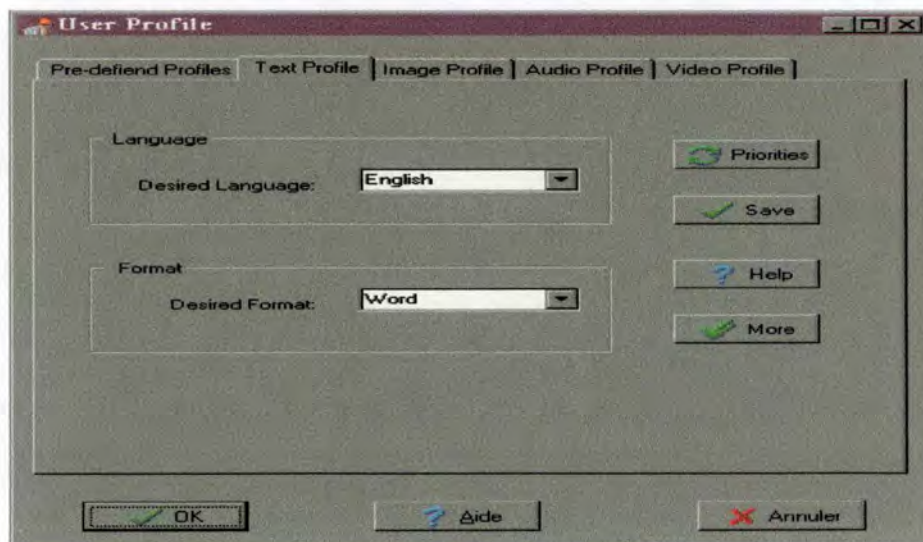 User Profile
Pre-defiend Profiles Text Profile Image Profile Audio Profile Video Profile
Language
Desired Language: English
Priorities
Save
Format
Desired Format: Word
Help
More
OK Aide Annuler